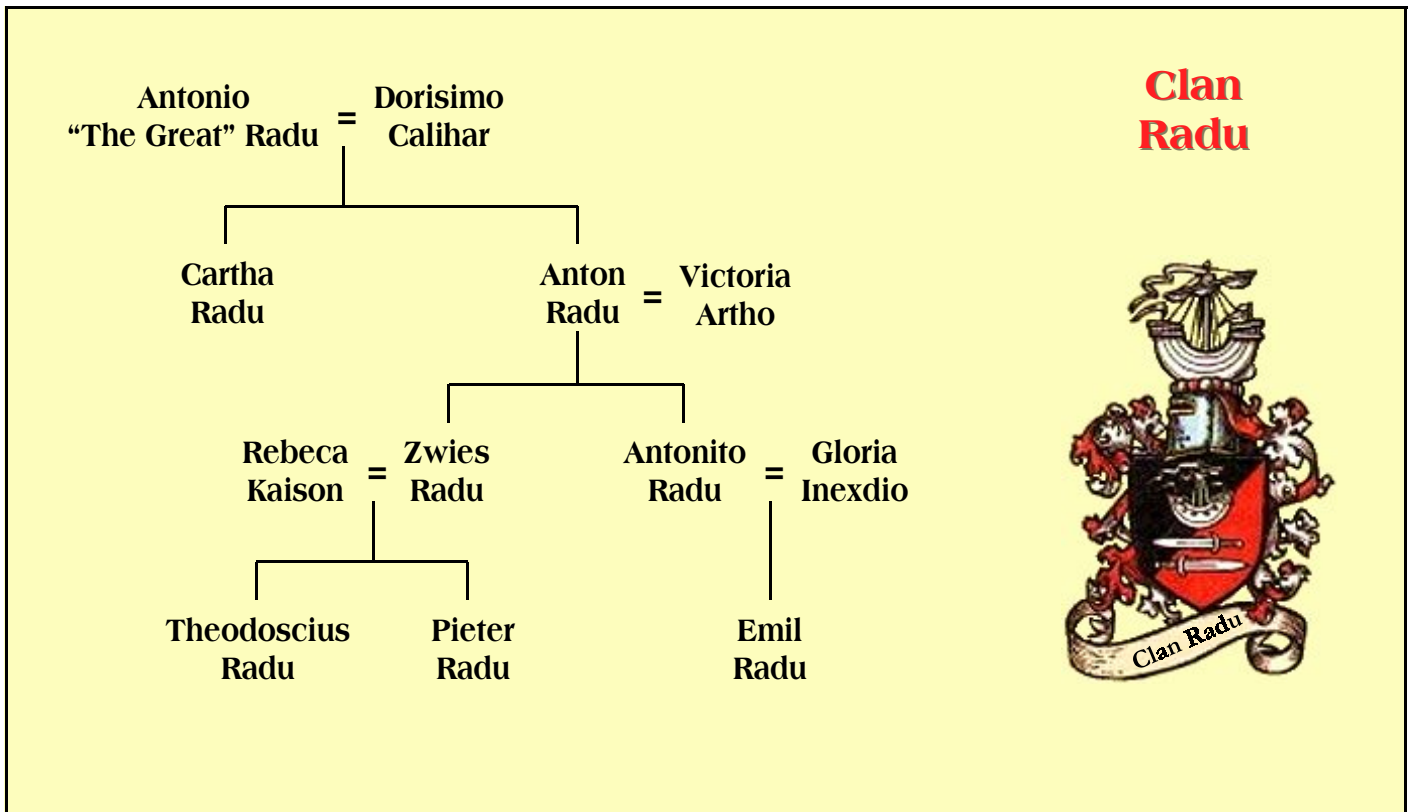 Antonio
“The Great” Radu
=
Dorisimo
Calihar
Clan
Radu
Cartha
Radu
Anton
Radu
=
Victoria
Artho
Rebeca
Kaison
=
Zwies
Radu
Antonito
Radu
=
Gloria
Inexdio
Theodoscius
Radu
Pieter
Radu
Emil
Radu
Clan Radu